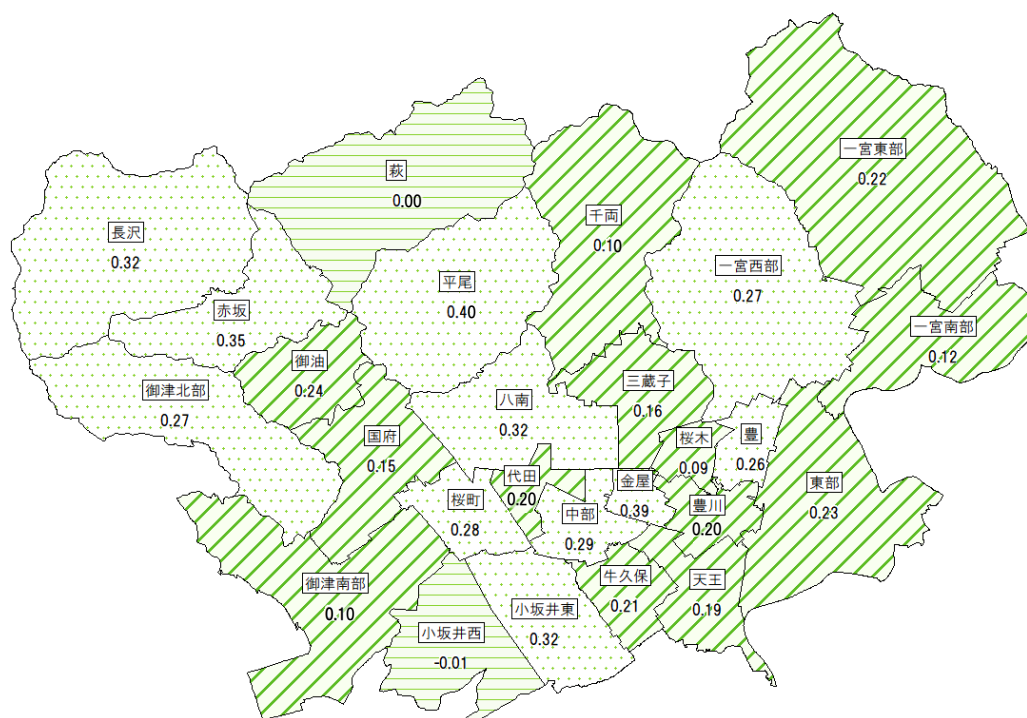 一宮東部
0.22
萩
0.00
千両
0.10
長沢
0.32
一宮西部
0.27
平尾
0.40
赤坂
0.35
一宮南部
0.12
御油
0.24
三蔵子
0.16
御津北部
0.27
八南
0.32
国府
0.15
桜木
0.09
豊
0.26
代田
0.20
金屋
0.39
東部
0.23
桜町
0.28
中部
0.29
豊川
0.20
御津南部
0.10
牛久保
0.21
天王
0.19
小坂井東
0.32
小坂井西
-0.01